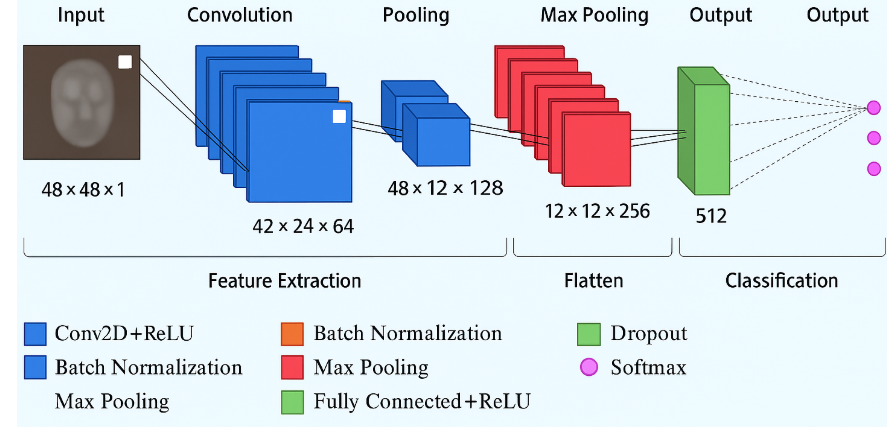 Input Convolution Pooling Max Pooling Output Output
48 × 48 × 1
42 × 24 × 64
48 × 12 × 128
12 × 12 × 256
512
Feature Extraction Flatten Classification
Conv2D+ReLU Batch Normalization Dropout
Batch Normalization Max Pooling Softmax
Max Pooling Fully Connected+ReLU